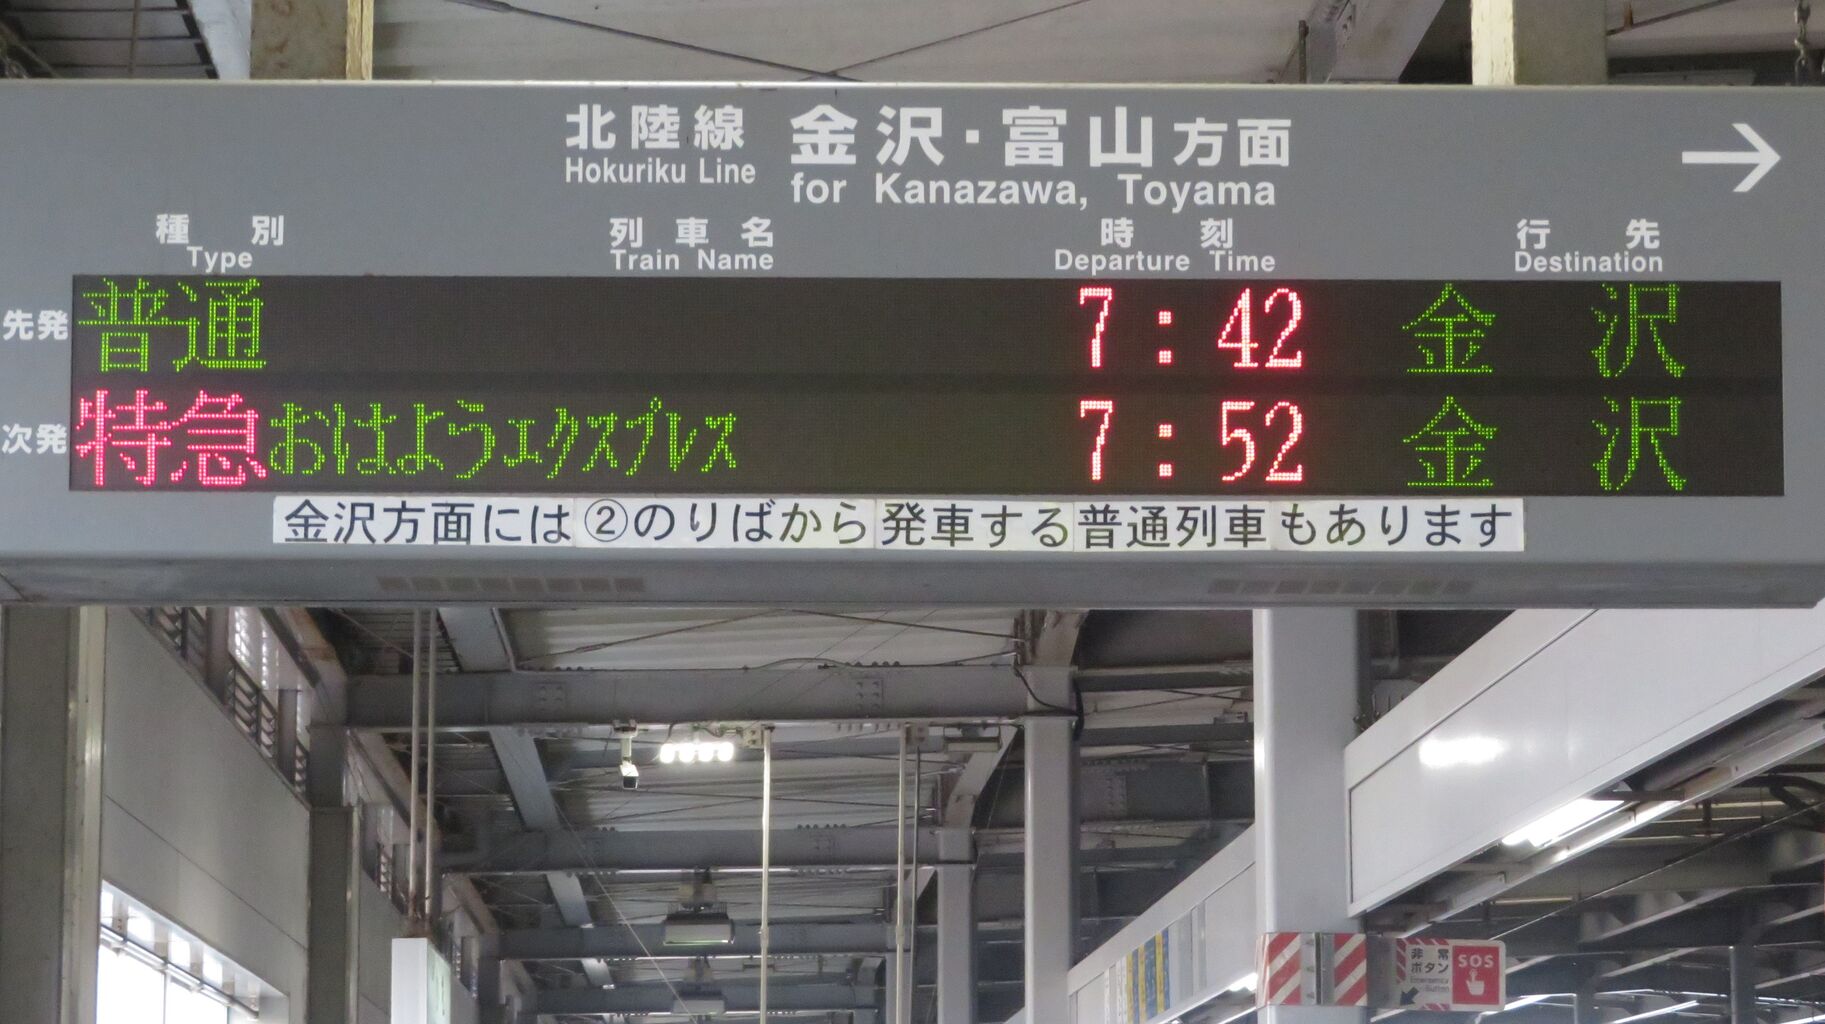 北陸線 金沢・富山方面 →
Hokuriku Line for Kanazawa, Toyama
種別 列車名 時刻 行先
Type Train Name Departure Time Destination
先発 普通 7:42 金沢
次発 特急 おはようエクスプレス 7:52 金沢
金沢方面には②のりばから発車する普通列車もあります
非常 SOS
ボタン
Emergency
Button